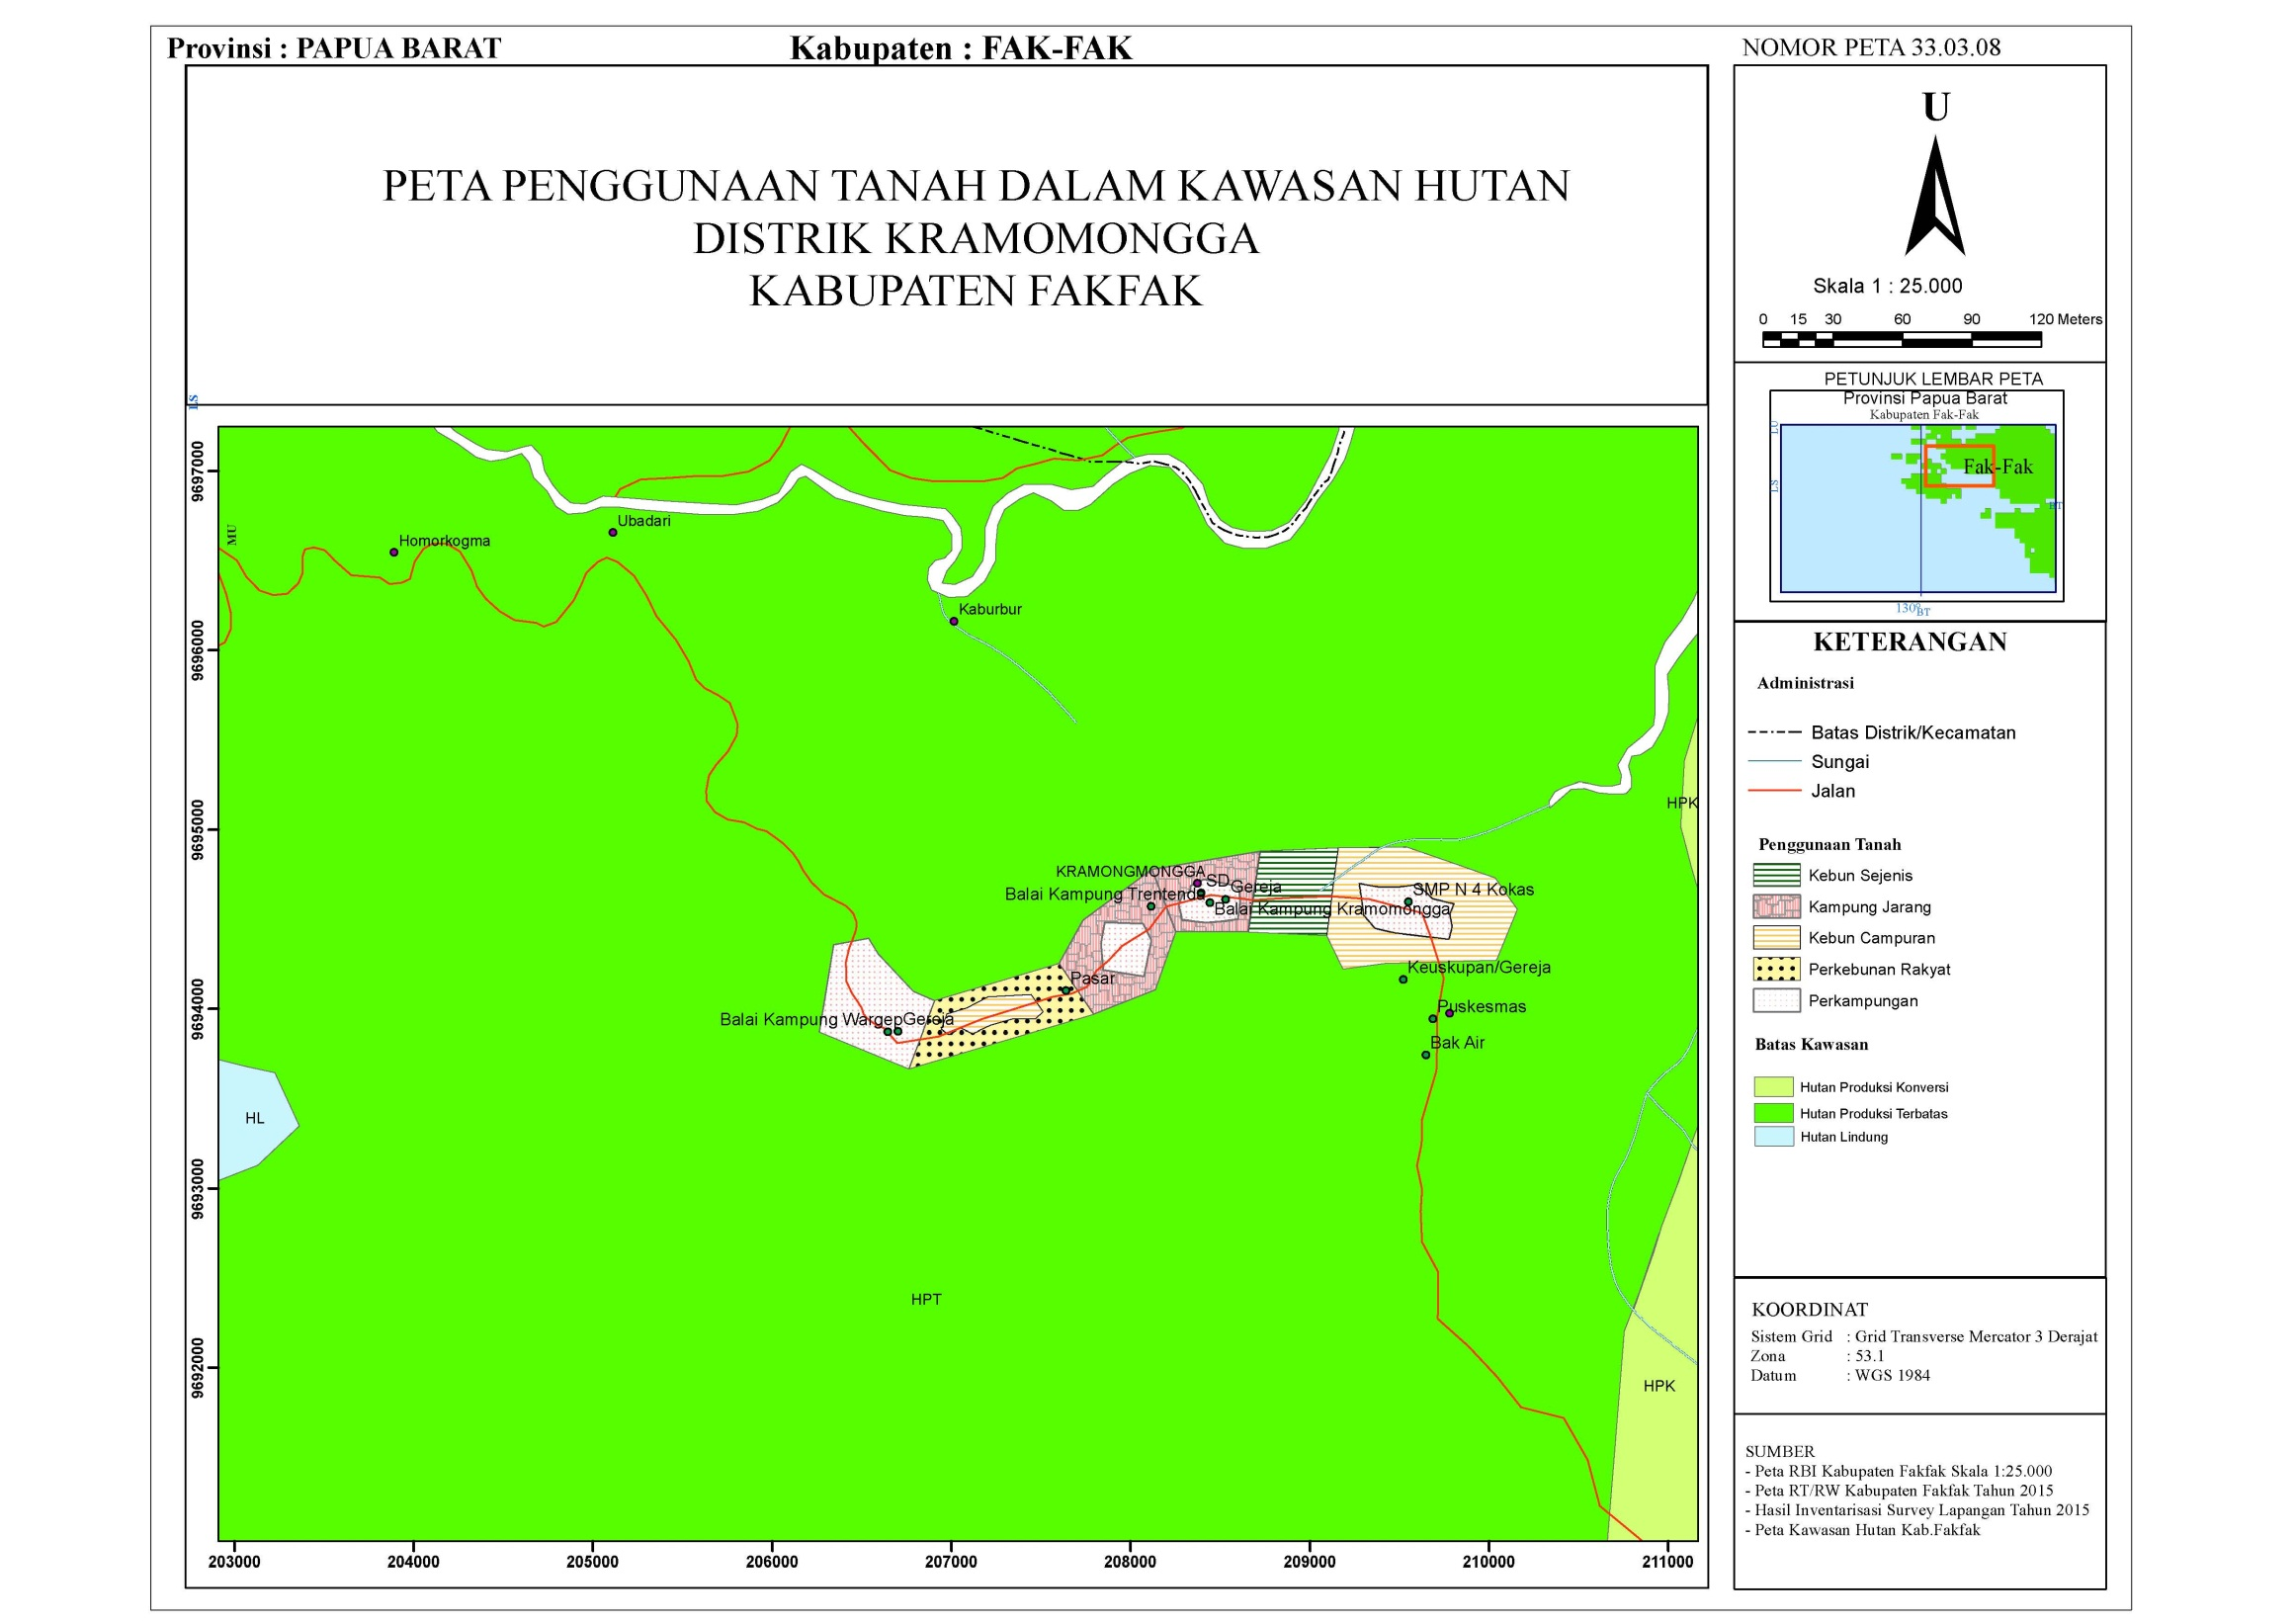 Provinsi : PAPUA BARAT
Kabupaten : FAK-FAK
NOMOR PETA 33.03.08
PETA PENGGUNAAN TANAH DALAM KAWASAN HUTAN
DISTRIK KRAMOMONGGA
KABUPATEN FAKFAK
U
Skala 1 : 25.000
0 15 30 60 90 120 Meters
PETUNJUK LEMBAR PETA
Provinsi Papua Barat
Kabupaten Fak-Fak
LU
LS
Fak-Fak
BT
130°
BT
KETERANGAN
Administrasi
Batas Distrik/Kecamatan
Sungai
Jalan
Penggunaan Tanah
Kebun Sejenis
Kampung Jarang
Kebun Campuran
Perkebunan Rakyat
Perkampungan
Batas Kawasan
Hutan Produksi Konversi
Hutan Produksi Terbatas
Hutan Lindung
KOORDINAT
Sistem Grid : Grid Transverse Mercator 3 Derajat
Zona : 53.1
Datum : WGS 1984
SUMBER
- Peta RBI Kabupaten Fakfak Skala 1:25.000
- Peta RT/RW Kabupaten Fakfak Tahun 2015
- Hasil Inventarisasi Survey Lapangan Tahun 2015
- Peta Kawasan Hutan Kab.Fakfak
LS
MU
9697000
9696000
9695000
9694000
9693000
9692000
Homorkogma
Ubadari
Kaburbur
HPK
KRAMONGMONGGA
SD
Gereja
Balai Kampung Trentenda
Balai Kampung Kramomongga
SMP N 4 Kokas
Keuskupan/Gereja
Pasar
Puskesmas
Balai Kampung Wargep
Gereja
Bak Air
HL
HPT
HPK
203000 204000 205000 206000 207000 208000 209000 210000 211000